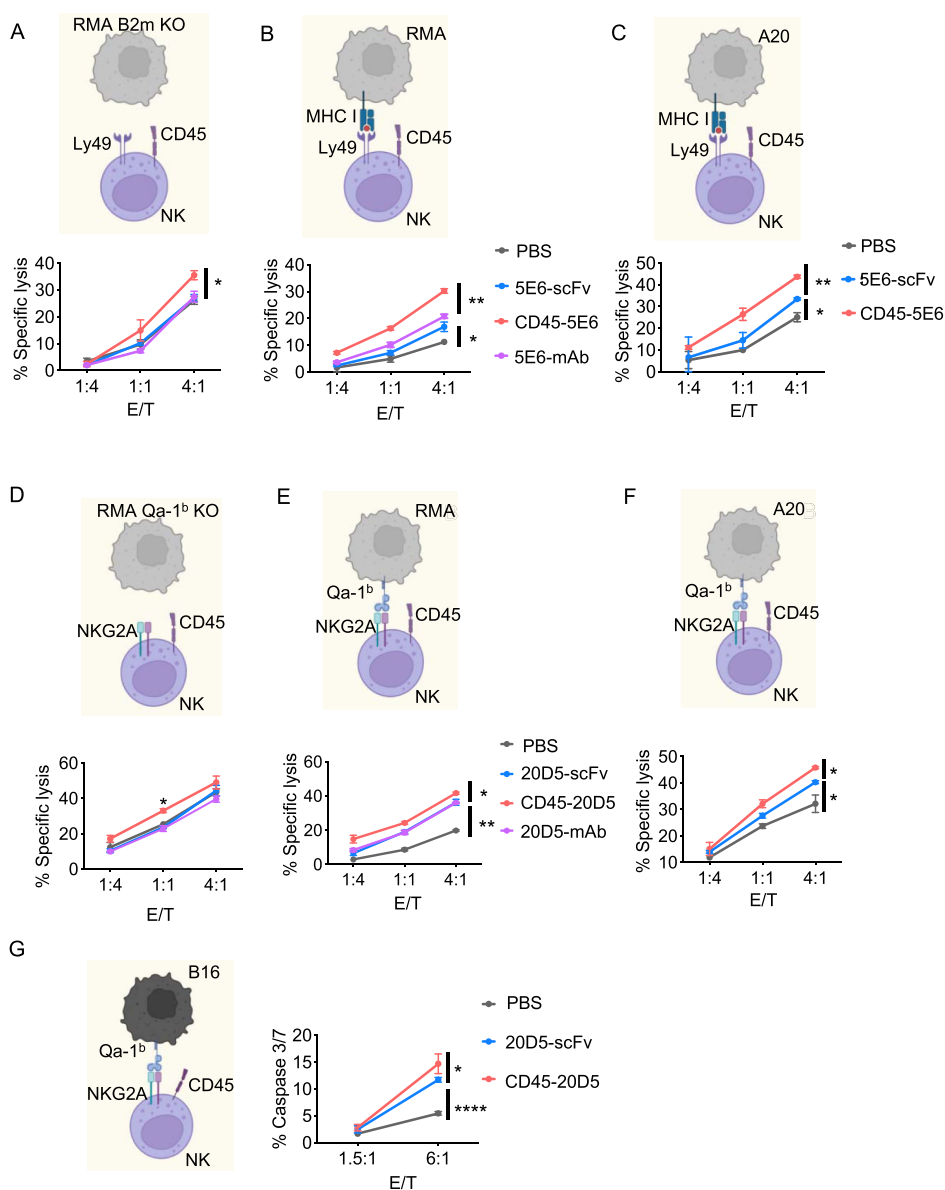 A
RMA B2m KO
Ly49
CD45
NK
% Specific lysis
40
30
20
10
0
1:4
1:1
4:1
E/T
*
B
RMA
MHC I
Ly49
CD45
NK
% Specific lysis
40
30
20
10
0
1:4
1:1
4:1
E/T
**
*
PBS
5E6-scFv
CD45-5E6
5E6-mAb
C
A20
MHC I
Ly49
CD45
NK
% Specific lysis
50
40
30
20
10
0
1:4
1:1
4:1
E/T
**
*
PBS
5E6-scFv
CD45-5E6
D
RMA Qa-1ᵇ KO
NKG2A
CD45
NK
% Specific lysis
60
40
20
0
1:4
1:1
4:1
E/T
*
E
RMA
Qa-1ᵇ
NKG2A
CD45
NK
% Specific lysis
60
40
20
0
1:4
1:1
4:1
E/T
*
**
PBS
20D5-scFv
CD45-20D5
20D5-mAb
F
A20
Qa-1ᵇ
NKG2A
CD45
NK
% Specific lysis
50
40
30
20
10
1:4
1:1
4:1
E/T
*
*
G
B16
Qa-1ᵇ
NKG2A
CD45
NK
% Caspase 3/7
20
15
10
5
0
1.5:1
6:1
E/T
*
****
PBS
20D5-scFv
CD45-20D5